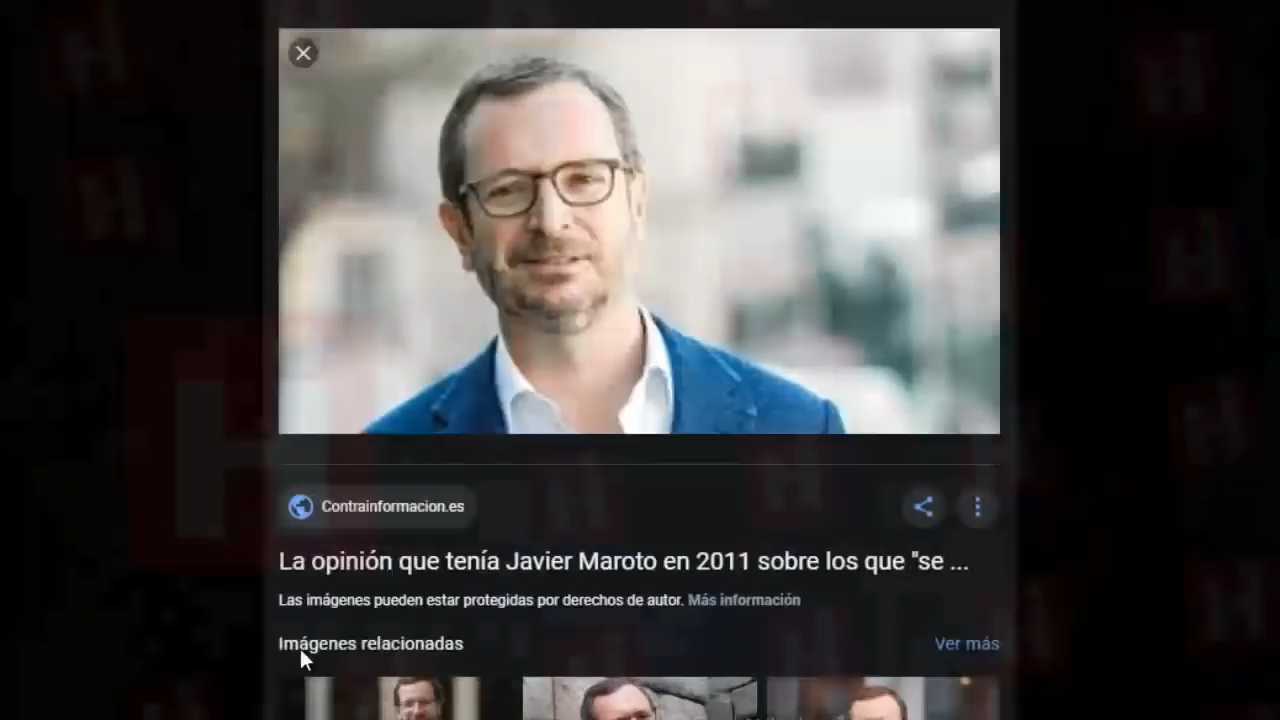 Contrainformacion.es
La opinión que tenía Javier Maroto en 2011 sobre los que "se ...
Las imágenes pueden estar protegidas por derechos de autor. Más información
Imágenes relacionadas
Ver más